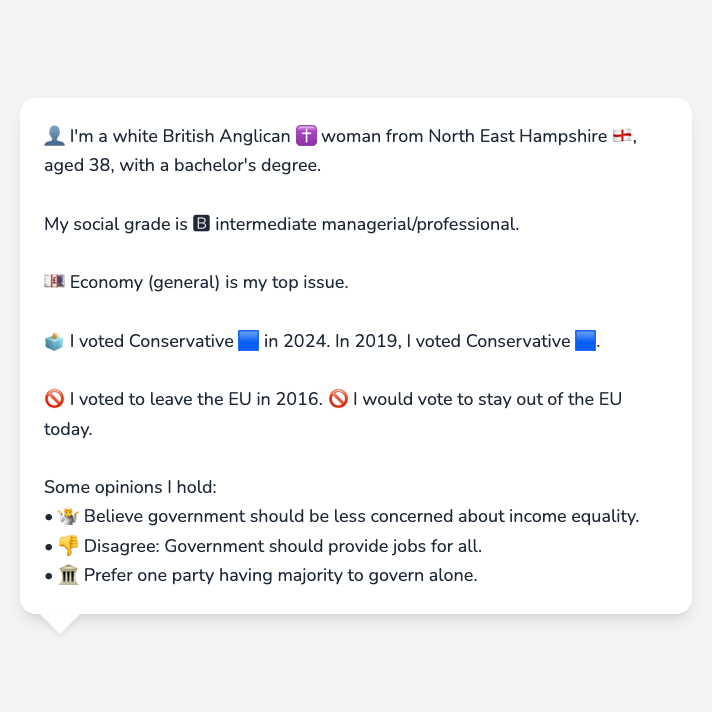 👤 I'm a white British Anglican ✝️ woman from North East Hampshire 🏴󠁧󠁢󠁥󠁮󠁧󠁿,
aged 38, with a bachelor's degree.
My social grade is 🅱 intermediate managerial/professional.
💷 Economy (general) is my top issue.
🗳️ I voted Conservative 🟦 in 2024. In 2019, I voted Conservative 🟦.
🚫 I voted to leave the EU in 2016. 🚫 I would vote to stay out of the EU
today.
Some opinions I hold:
• 🤷 Believe government should be less concerned about income equality.
• 👎 Disagree: Government should provide jobs for all.
• 🏛️ Prefer one party having majority to govern alone.